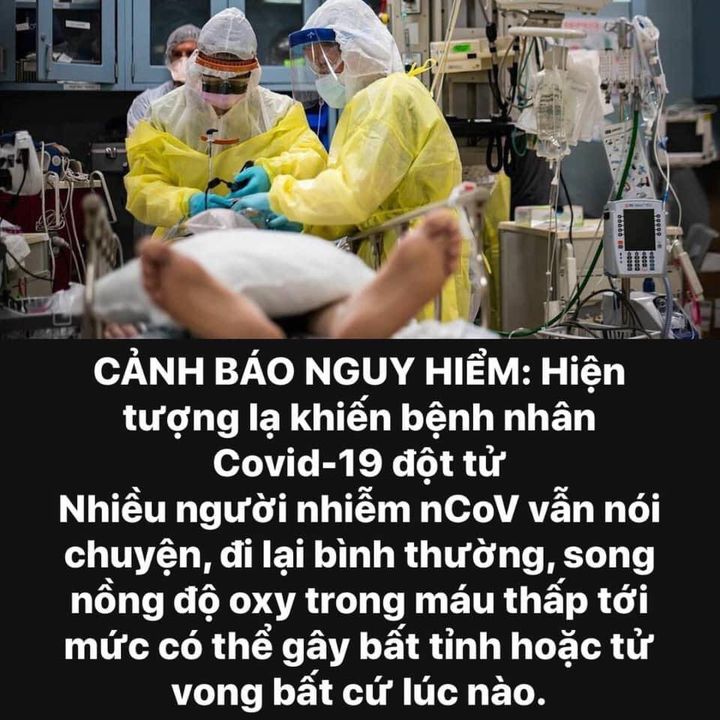 CẢNH BÁO NGUY HIỂM: Hiện
tượng lạ khiến bệnh nhân
Covid-19 đột tử
Nhiều người nhiễm nCoV vẫn nói
chuyện, đi lại bình thường, song
nồng độ oxy trong máu thấp tới
mức có thể gây bất tỉnh hoặc tử
vong bất cứ lúc nào.